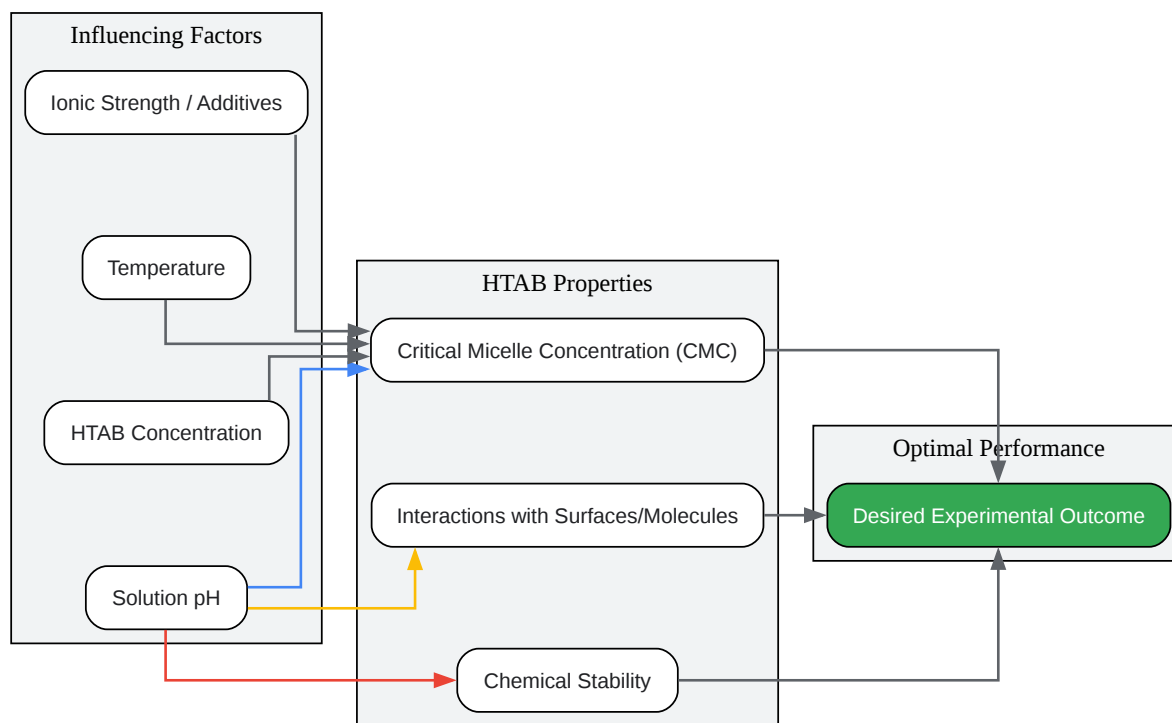 Influencing Factors
Ionic Strength / Additives
Temperature
HTAB Concentration
Solution pH
HTAB Properties
Critical Micelle Concentration (CMC)
Interactions with Surfaces/Molecules
Chemical Stability
Optimal Performance
Desired Experimental Outcome